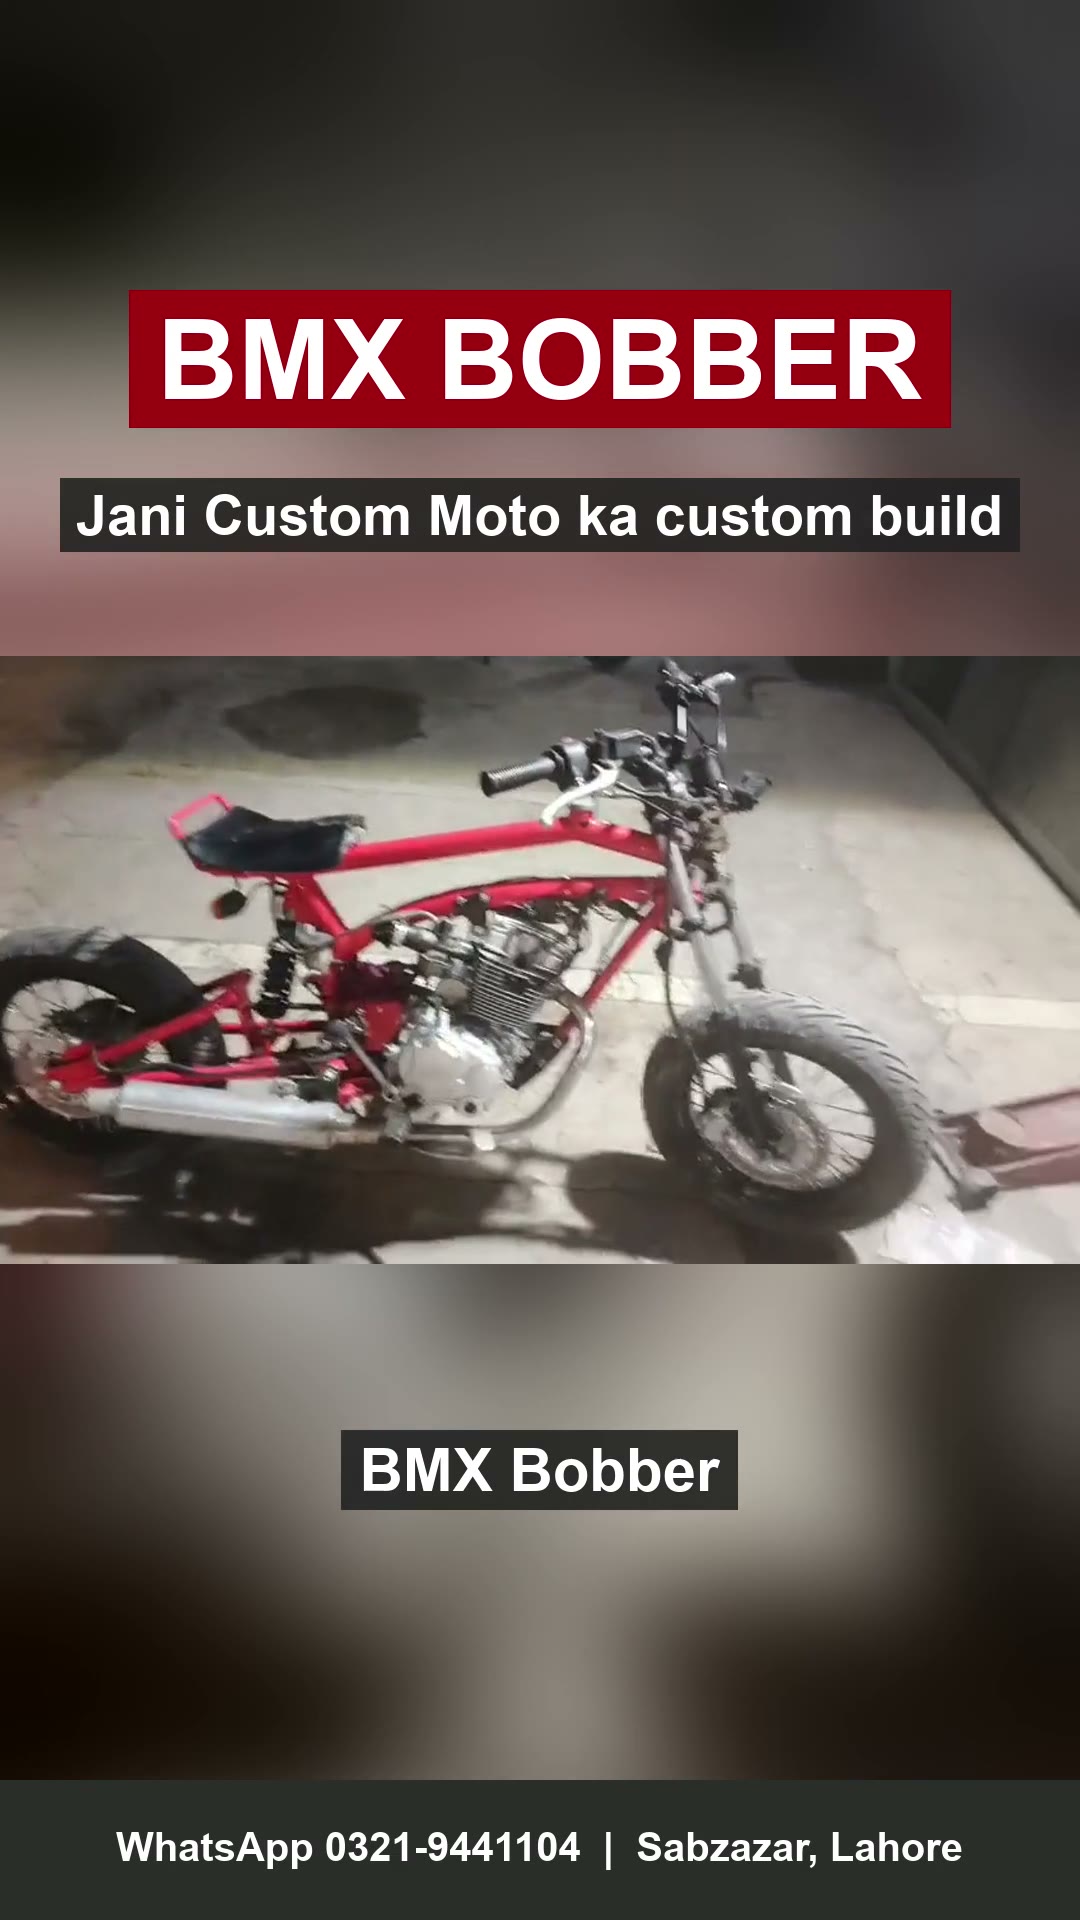 BMX BOBBER
Jani Custom Moto ka custom build
BMX Bobber
WhatsApp 0321-9441104 | Sabzazar, Lahore